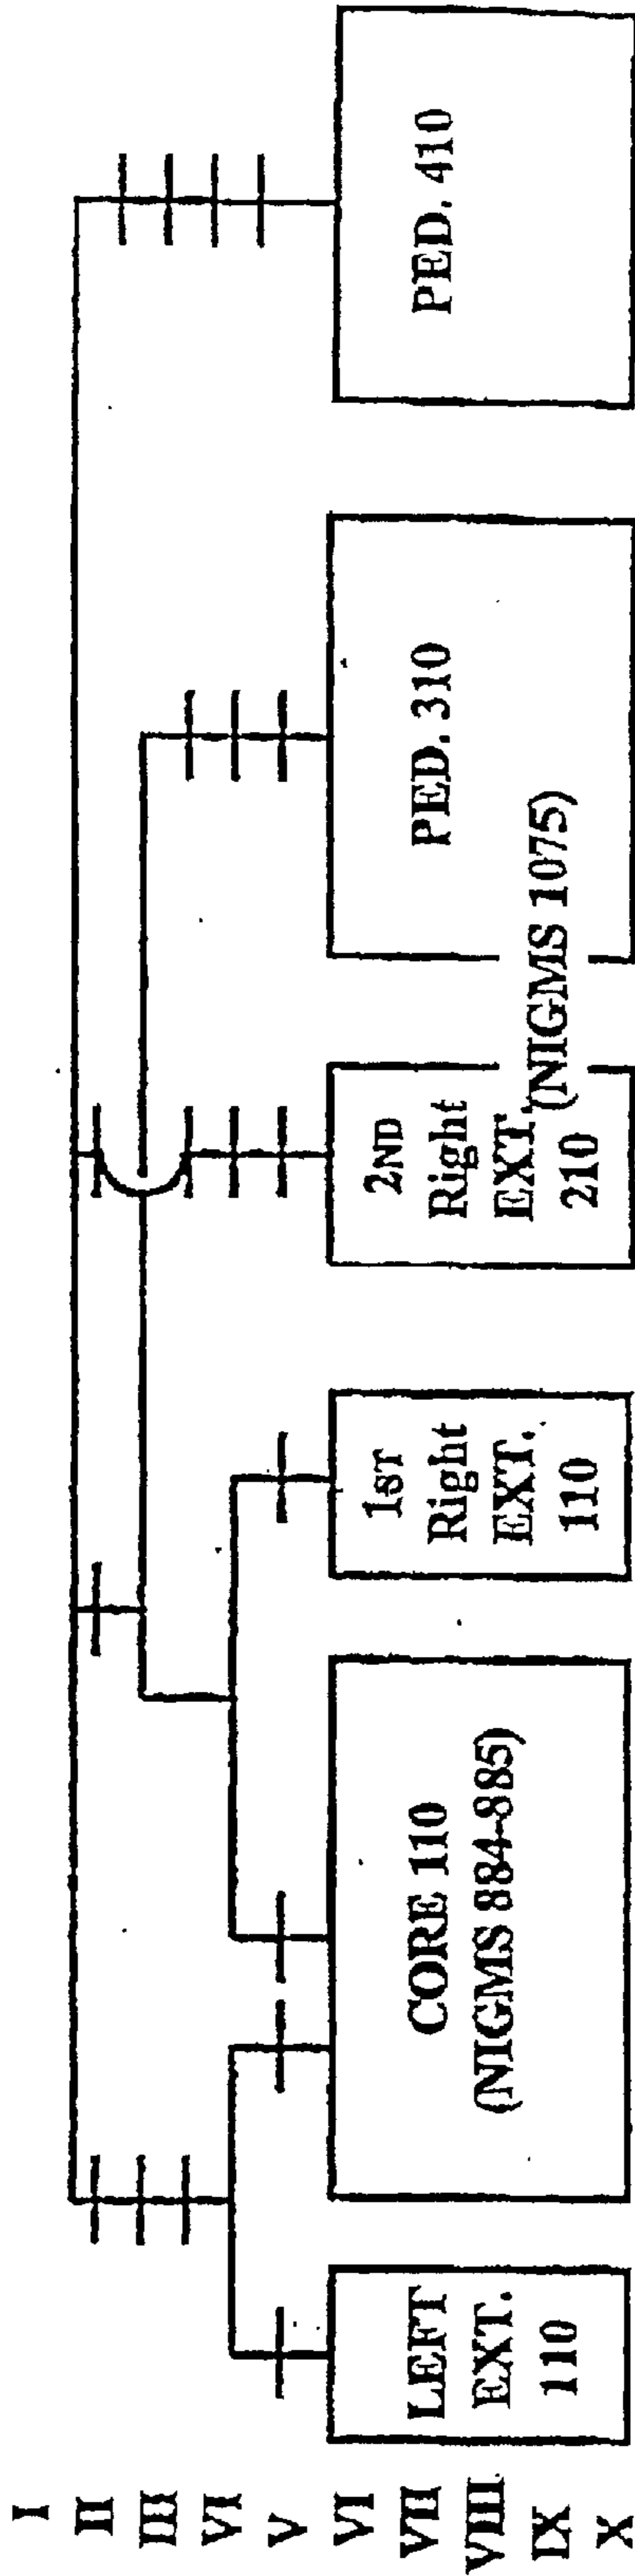 I
II
III
VI
V
VI
VII
VIII
IX
X
LEFT
EXT.
110
CORE 110
(NIGMS 884-885)
1ST
Right
EXT.
110
2ND
Right
EXT.
210
(NIGMS 1075)
PED. 310
PED. 410